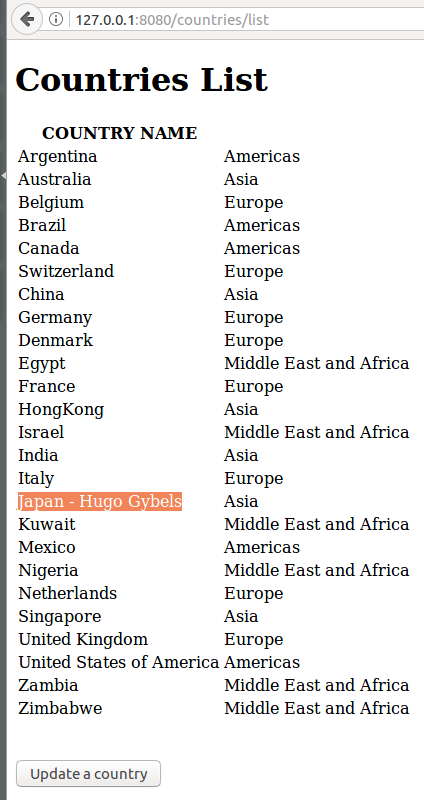 127.0.0.1:8080/countries/list
Countries List
COUNTRY NAME
Argentina Americas
Australia Asia
Belgium Europe
Brazil Americas
Canada Americas
Switzerland Europe
China Asia
Germany Europe
Denmark Europe
Egypt Middle East and Africa
France Europe
HongKong Asia
Israel Middle East and Africa
India Asia
Italy Europe
Japan - Hugo Gybels Asia
Kuwait Middle East and Africa
Mexico Americas
Nigeria Middle East and Africa
Netherlands Europe
Singapore Asia
United Kingdom Europe
United States of America Americas
Zambia Middle East and Africa
Zimbabwe Middle East and Africa
Update a country